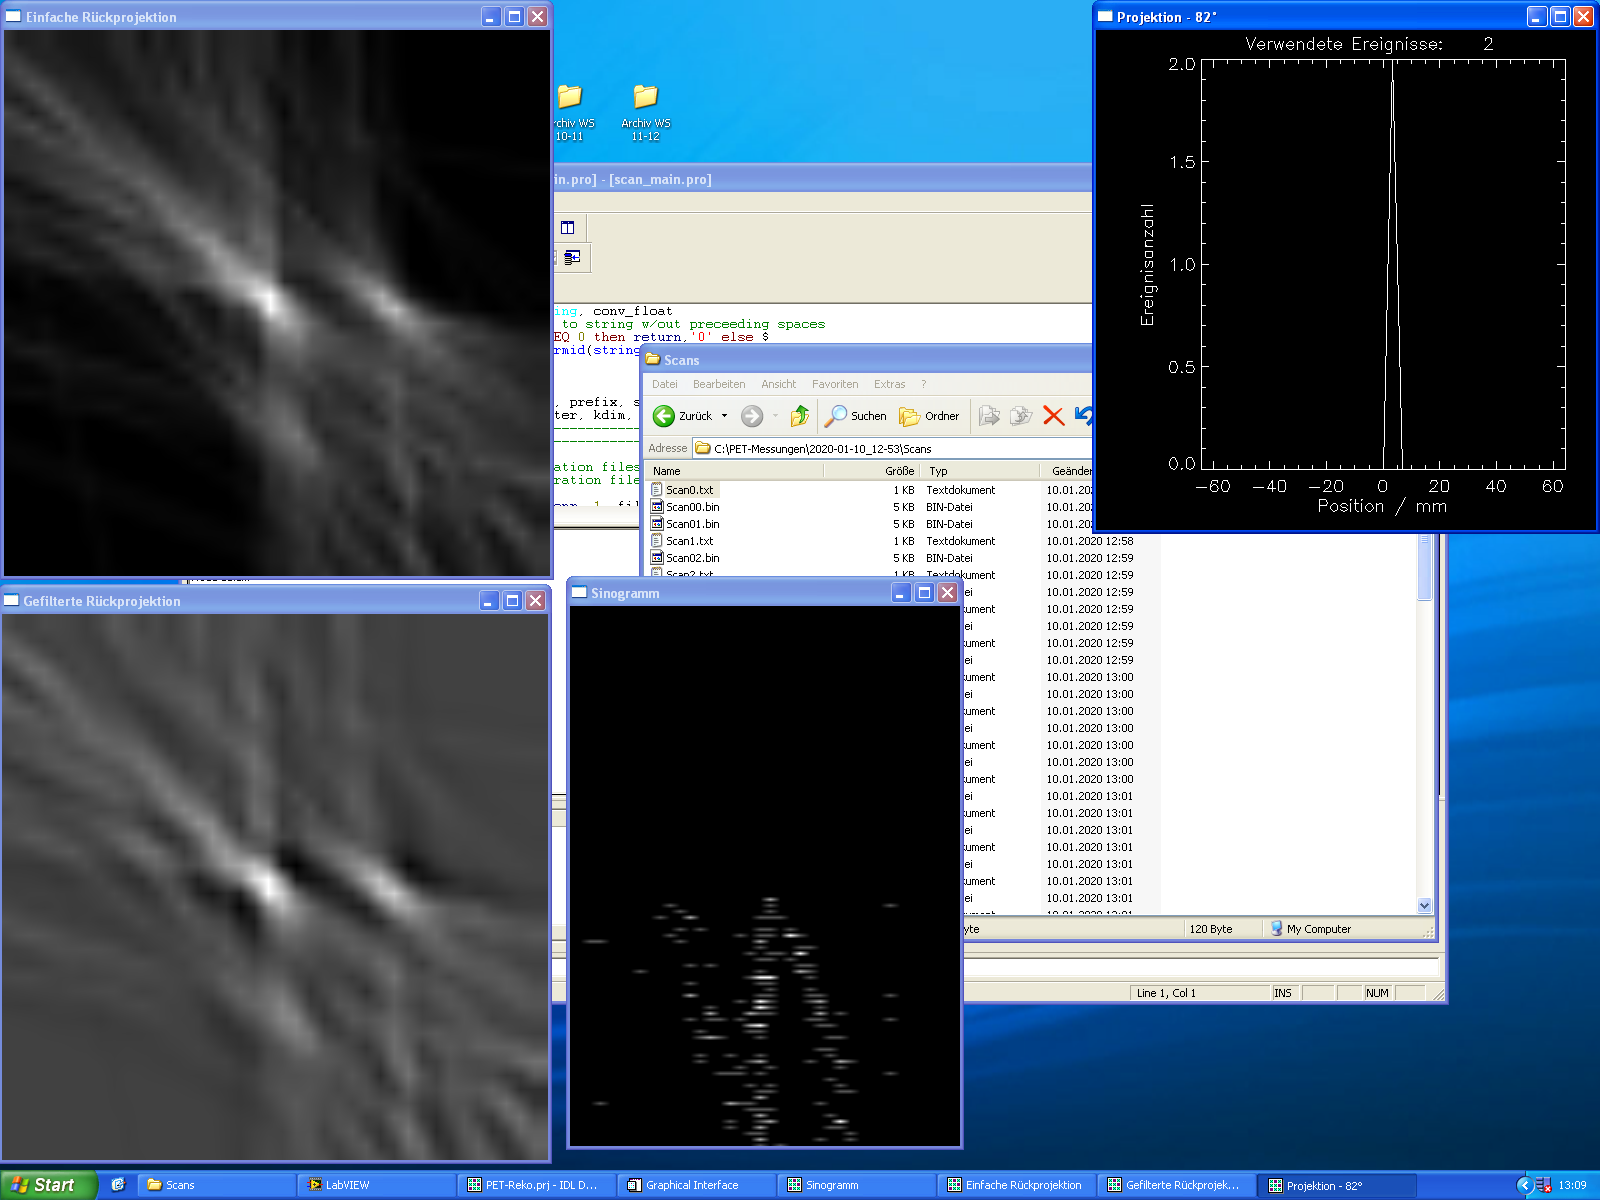 Einfache Rückprojektion
Projektion - 82°
Verwendete Ereignisse: 2
2.0
1.5
1.0
0.5
0.0
Ereignisanzahl
−60 −40 −20 0 20 40 60
Position / mm
rchiv WS
10-11
Archiv WS
11-12
in.pro] - [scan_main.pro]
ing, conv_float
to string w/out preceeding spaces
EQ 0 then return,'0' else $
rmid(string
, prefix, s
ter, kdim,
ation files
ration file
Scans
Datei Bearbeiten Ansicht Favoriten Extras ?
Zurück Suchen Ordner
Adresse C:\PET-Messungen\2020-01-10_12-53\Scans
Name Größe Typ Geänder
Scan0.txt 1 KB Textdokument 10.01.202
Scan00.bin 5 KB BIN-Datei 10.01.202
Scan01.bin 5 KB BIN-Datei 10.01.202
Scan1.txt 1 KB Textdokument 10.01.2020 12:58
Scan02.bin 5 KB BIN-Datei 10.01.2020 12:59
Scan2.txt 1 KB Textdokument 10.01.2020 12:59
ei 10.01.2020 12:59
ument 10.01.2020 12:59
ei 10.01.2020 12:59
ument 10.01.2020 12:59
ei 10.01.2020 12:59
ument 10.01.2020 13:00
ei 10.01.2020 13:00
ument 10.01.2020 13:00
ei 10.01.2020 13:00
ument 10.01.2020 13:00
ei 10.01.2020 13:00
ument 10.01.2020 13:00
ei 10.01.2020 13:01
ument 10.01.2020 13:01
ei 10.01.2020 13:01
ument 10.01.2020 13:01
ei 10.01.2020 13:01
ument 10.01.2020 13:01
ei 10.01.2020 13:01
ument 10.01.2020 13:01
yte 120 Byte My Computer
Line 1, Col 1 INS NUM
Gefilterte Rückprojektion
Sinogramm
Start Scans LabVIEW PET-Reko.prj - IDL D... Graphical Interface Sinogramm Einfache Rückprojektion Gefilterte Rückprojek... Projektion - 82° 13:09